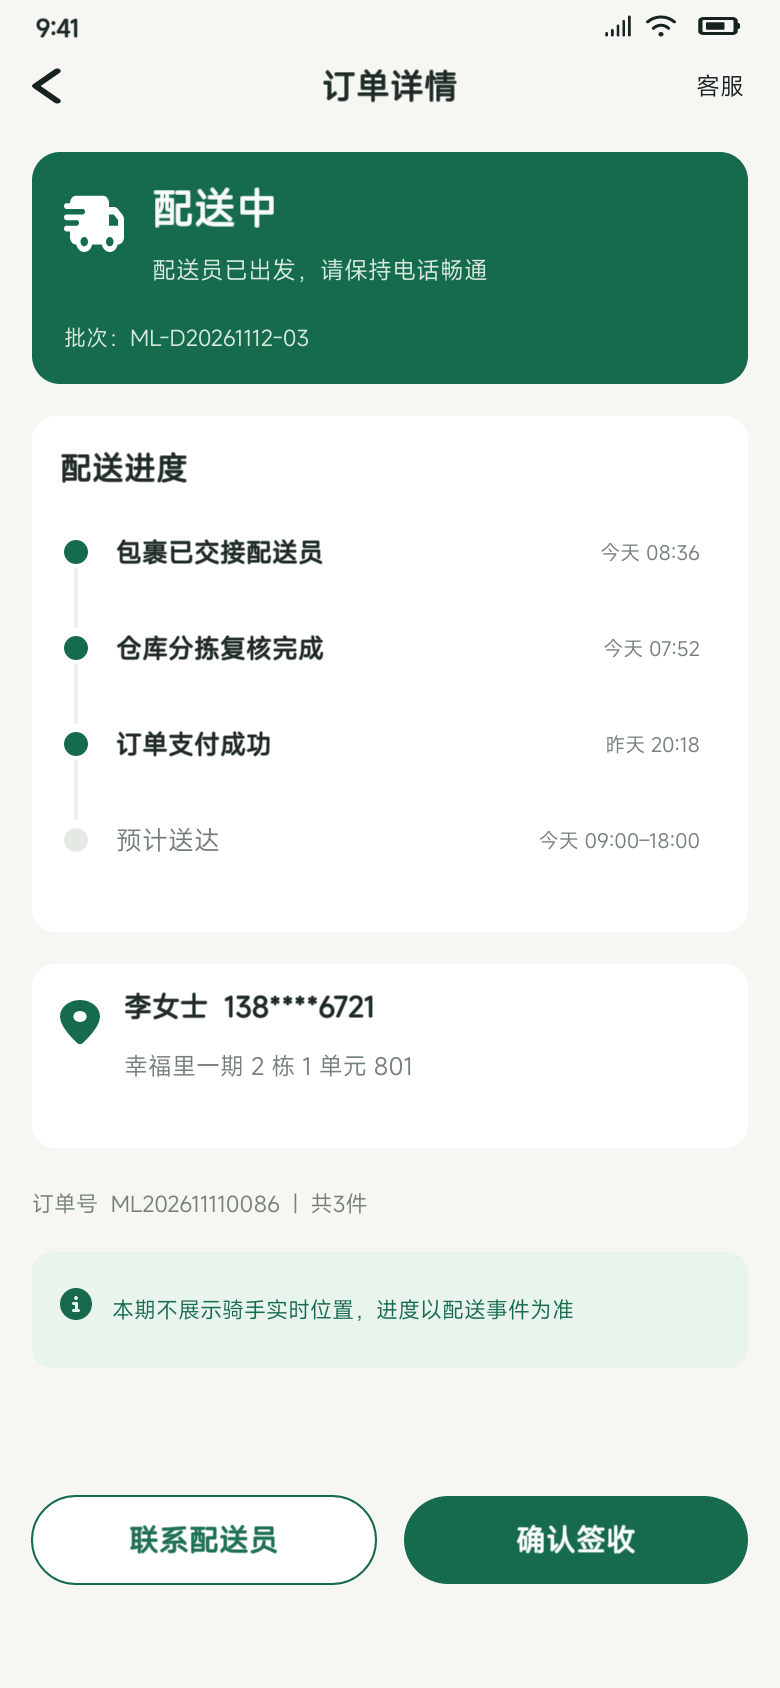 9:41
订单详情
客服
配送中
配送员已出发，请保持电话畅通
批次：ML-D20261112-03
配送进度
包裹已交接配送员 今天 08:36
仓库分拣复核完成 今天 07:52
订单支付成功 昨天 20:18
预计送达 今天 09:00–18:00
李女士 138****6721
幸福里一期 2 栋 1 单元 801
订单号 ML202611110086 | 共3件
本期不展示骑手实时位置，进度以配送事件为准
联系配送员 确认签收